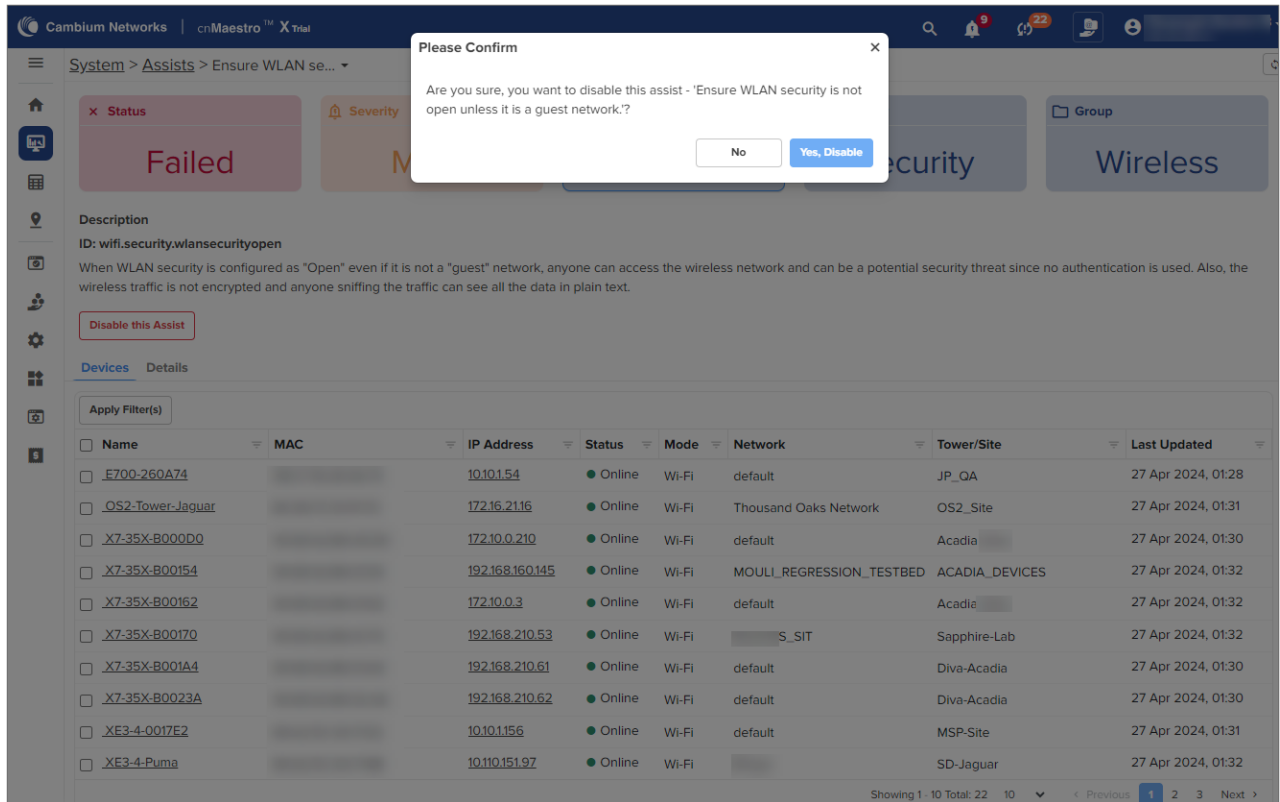 Cambium Networks | cnMaestro™ X Trial
9
22
Please Confirm
Are you sure, you want to disable this assist - 'Ensure WLAN security is not
open unless it is a guest network.'?
No
Yes, Disable
System > Assists > Ensure WLAN se...
Status
Failed
Severity
Group
Wireless
Description
ID: wifi.security.wlansecurityopen
When WLAN security is configured as "Open" even if it is not a "guest" network, anyone can access the wireless network and can be a potential security threat since no authentication is used. Also, the
wireless traffic is not encrypted and anyone sniffing the traffic can see all the data in plain text.
Disable this Assist
Devices Details
Apply Filter(s)
Name MAC IP Address Status Mode Network Tower/Site Last Updated
E700-260A74 10.10.1.54 Online Wi-Fi default JP_QA 27 Apr 2024, 01:28
OS2-Tower-Jaguar 172.16.21.16 Online Wi-Fi Thousand Oaks Network OS2_Site 27 Apr 2024, 01:31
X7-35X-B000D0 172.10.0.210 Online Wi-Fi default Acadia 27 Apr 2024, 01:30
X7-35X-B00154 192.168.160.145 Online Wi-Fi MOULI_REGRESSION_TESTBED ACADIA_DEVICES 27 Apr 2024, 01:32
X7-35X-B00162 172.10.0.3 Online Wi-Fi default Acadia 27 Apr 2024, 01:32
X7-35X-B00170 192.168.210.53 Online Wi-Fi S_SIT Sapphire-Lab 27 Apr 2024, 01:32
X7-35X-B001A4 192.168.210.61 Online Wi-Fi default Diva-Acadia 27 Apr 2024, 01:30
X7-35X-B0023A 192.168.210.62 Online Wi-Fi default Diva-Acadia 27 Apr 2024, 01:30
XE3-4-0017E2 10.10.1.156 Online Wi-Fi default MSP-Site 27 Apr 2024, 01:31
XE3-4-Puma 10.110.151.97 Online Wi-Fi SD-Jaguar 27 Apr 2024, 01:32
Showing 1 - 10 Total: 22 10 < Previous 1 2 3 Next >